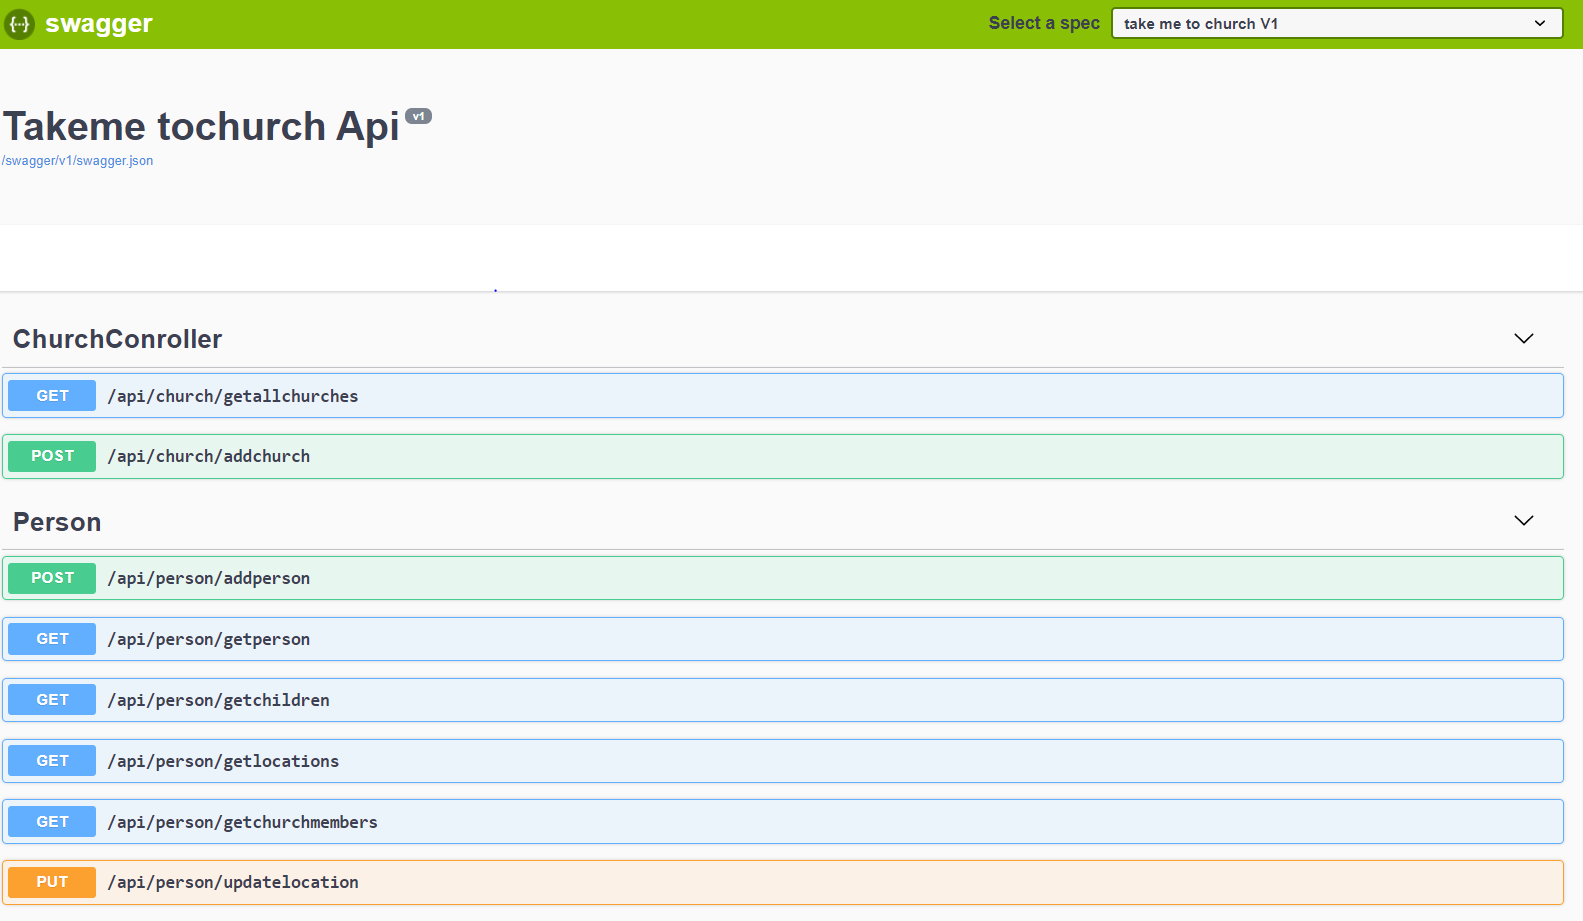 {···} swagger
Select a spec take me to church V1
Takeme tochurch Api v1
/swagger/v1/swagger.json
ChurchConroller
GET /api/church/getallchurches
POST /api/church/addchurch
Person
POST /api/person/addperson
GET /api/person/getperson
GET /api/person/getchildren
GET /api/person/getlocations
GET /api/person/getchurchmembers
PUT /api/person/updatelocation